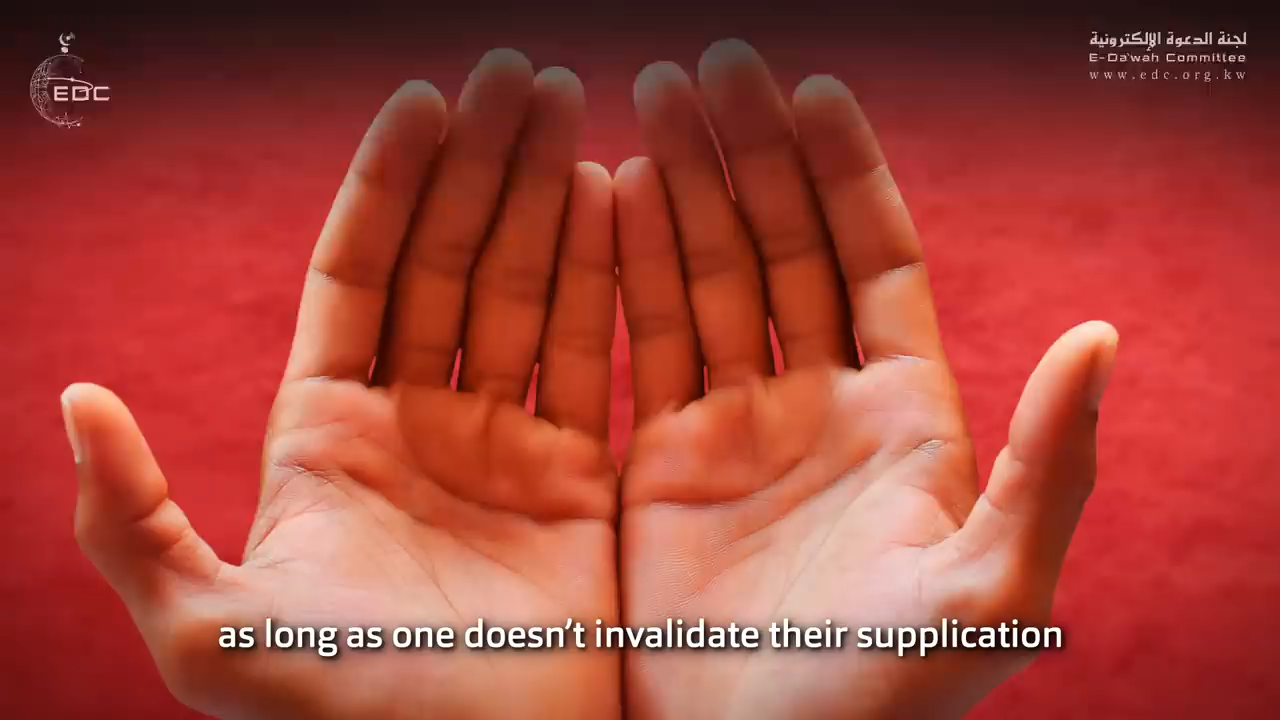 EDC
لجنة الدعوة الإلكترونية
E-Da'wah Committee
www.edc.org.kw
as long as one doesn't invalidate their supplication